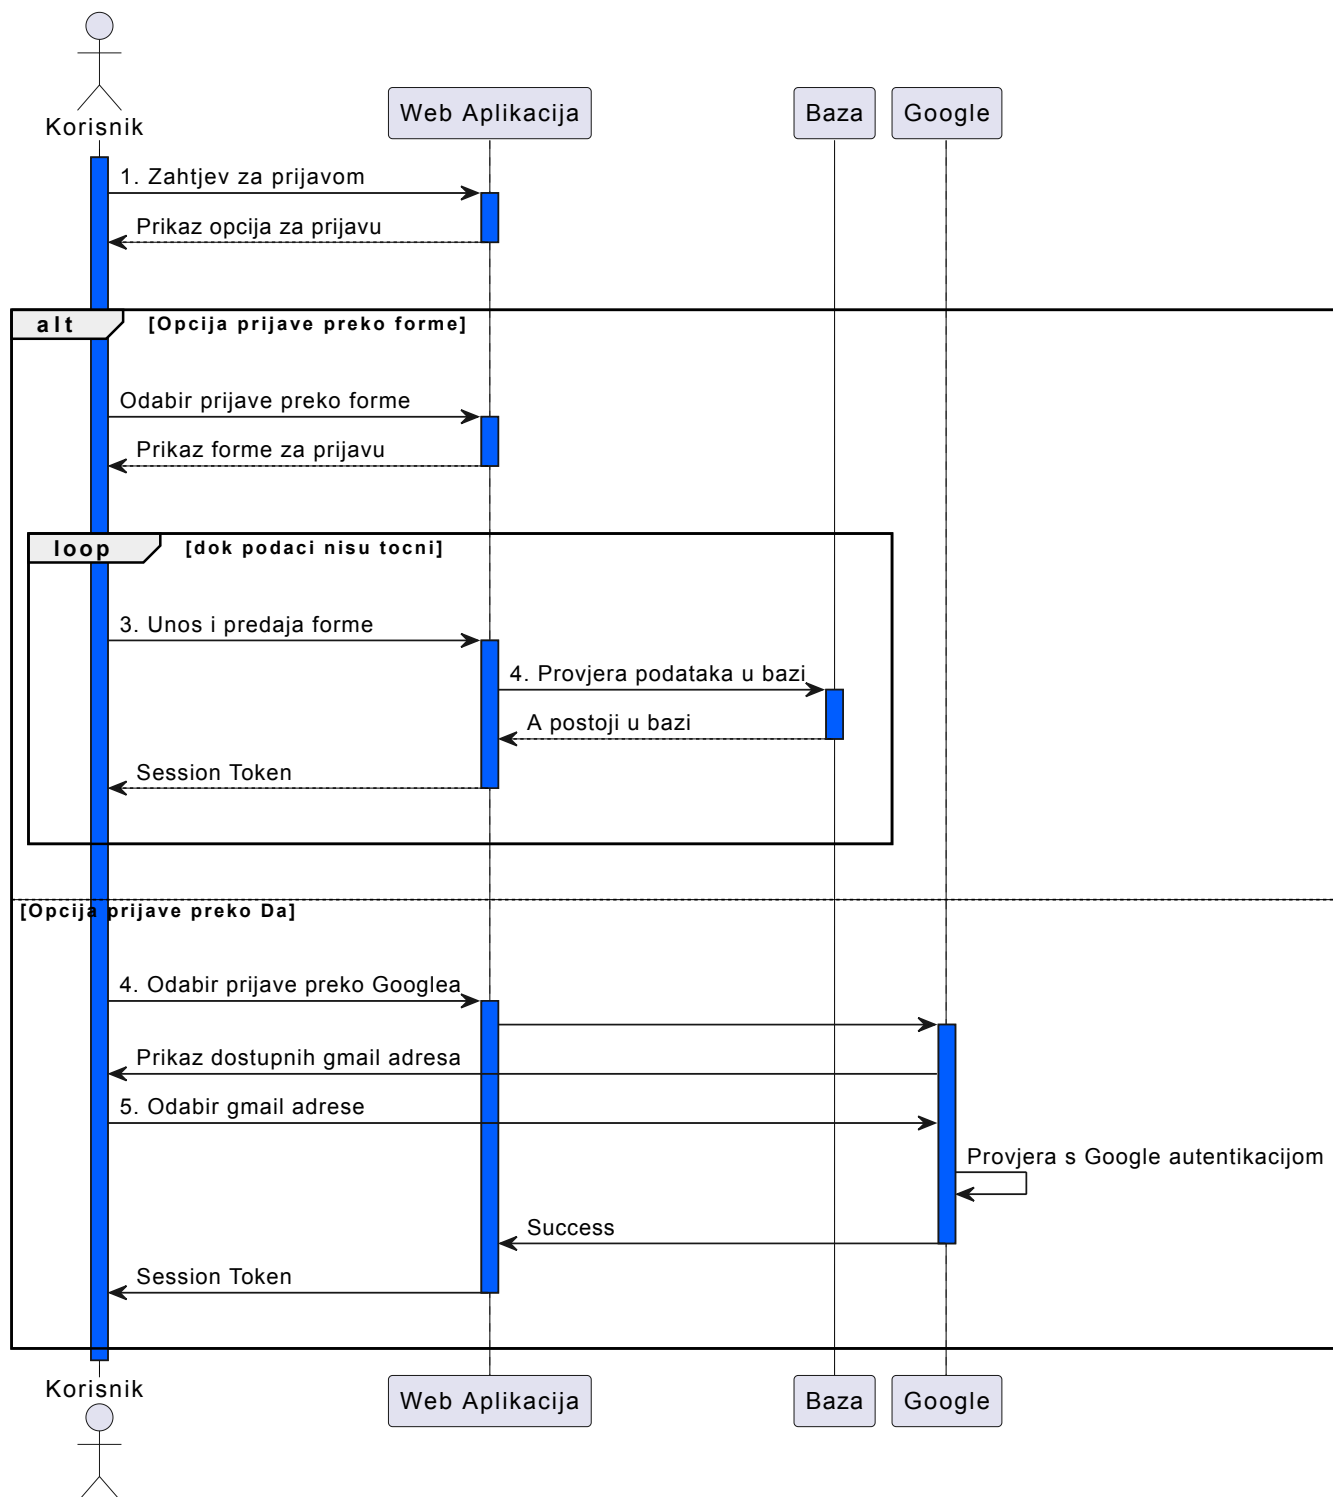 Korisnik
Web Aplikacija
Baza
Google
1. Zahtjev za prijavom
Prikaz opcija za prijavu
alt
[Opcija prijave preko forme]
Odabir prijave preko forme
Prikaz forme za prijavu
loop
[dok podaci nisu tocni]
3. Unos i predaja forme
4. Provjera podataka u bazi
A postoji u bazi
Session Token
[Opcija prijave preko Da]
4. Odabir prijave preko Googlea
Prikaz dostupnih gmail adresa
5. Odabir gmail adrese
Provjera s Google autentikacijom
Success
Session Token
Korisnik
Web Aplikacija
Baza
Google